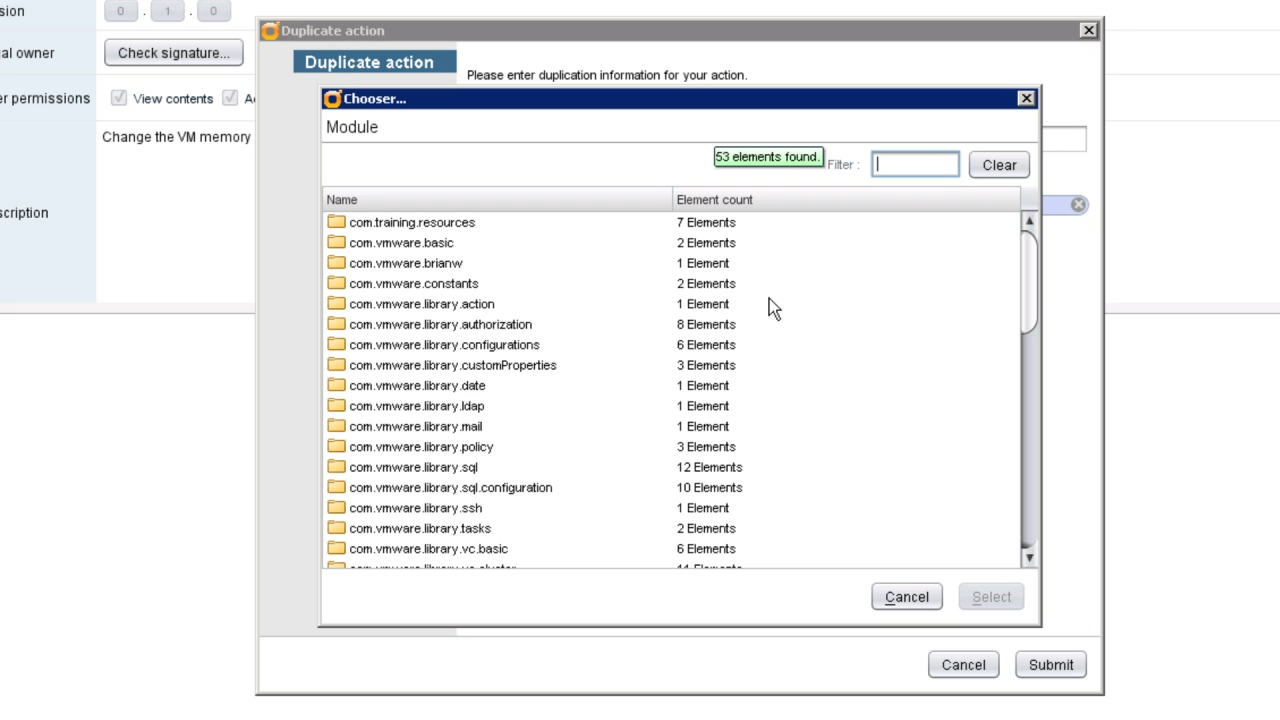 sion 0 . 1 . 0
al owner Check signature...
er permissions View contents A
Change the VM memory
scription
Duplicate action
Duplicate action
Please enter duplication information for your action.
Chooser...
Module
53 elements found. Filter : Clear
Name Element count
com.training.resources 7 Elements
com.vmware.basic 2 Elements
com.vmware.brianw 1 Element
com.vmware.constants 2 Elements
com.vmware.library.action 1 Element
com.vmware.library.authorization 8 Elements
com.vmware.library.configurations 6 Elements
com.vmware.library.customProperties 3 Elements
com.vmware.library.date 1 Element
com.vmware.library.ldap 1 Element
com.vmware.library.mail 1 Element
com.vmware.library.policy 3 Elements
com.vmware.library.sql 12 Elements
com.vmware.library.sql.configuration 10 Elements
com.vmware.library.ssh 1 Element
com.vmware.library.tasks 2 Elements
com.vmware.library.vc.basic 6 Elements
com.vmware.library.vc.cluster 11 Elements
Cancel Select
Cancel Submit